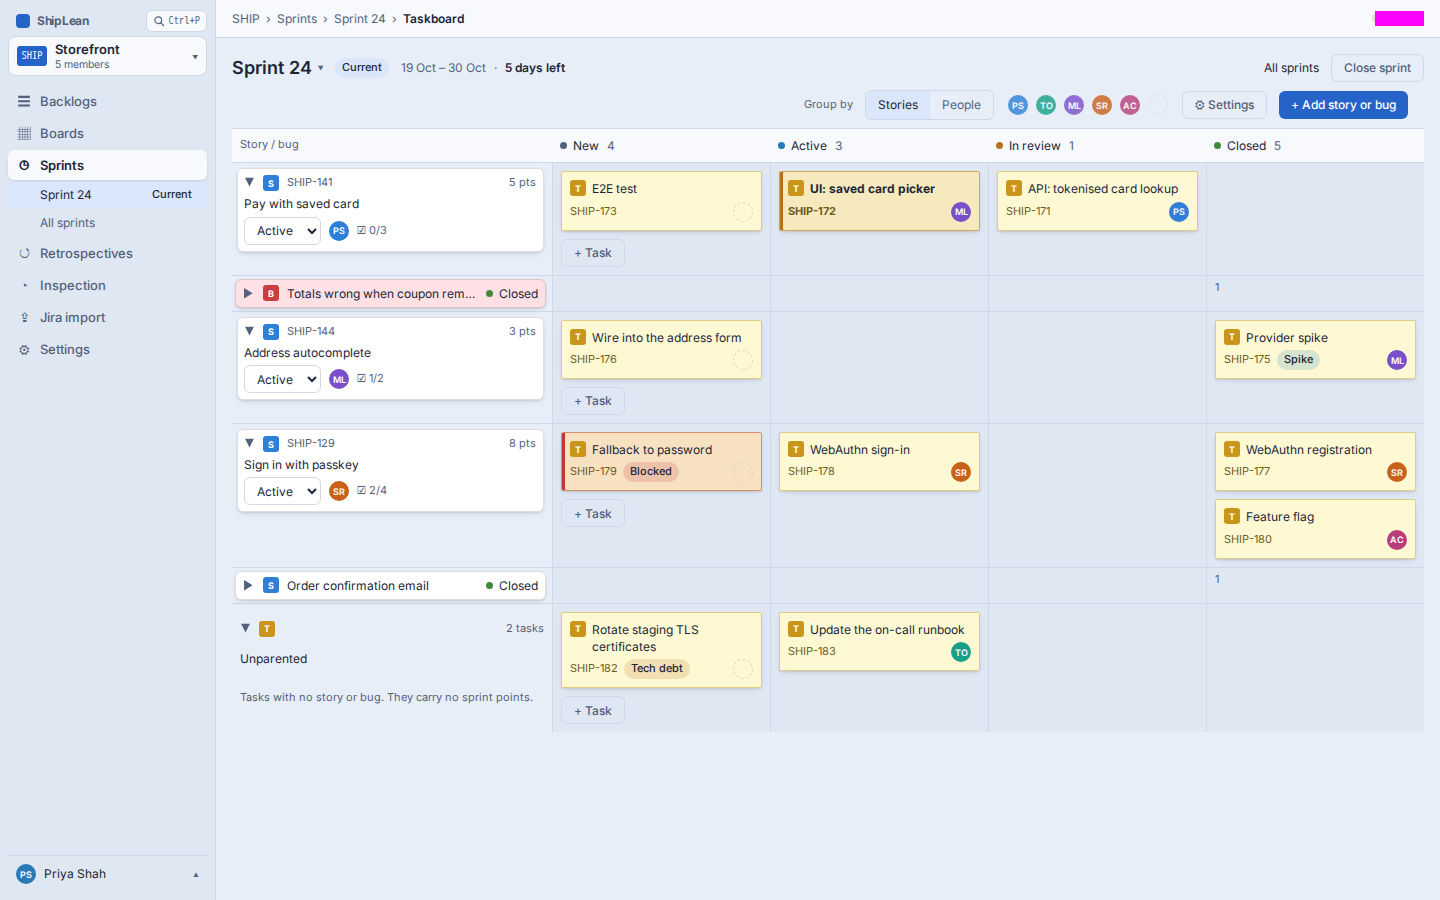 ShipLean
Ctrl+P
SHIP
Storefront
5 members
Backlogs
Boards
Sprints
Sprint 24
Current
All sprints
Retrospectives
Inspection
Jira import
Settings
PS
Priya Shah
SHIP › Sprints › Sprint 24 › Taskboard
Sprint 24
Current
19 Oct – 30 Oct · 5 days left
All sprints
Close sprint
Group by
Stories
People
PS
TO
ML
SR
AC
Settings
+ Add story or bug
Story / bug
New 4
Active 3
In review 1
Closed 5
S SHIP-141 5 pts
Pay with saved card
Active
PS
0/3
T E2E test
SHIP-173
+ Task
T UI: saved card picker
SHIP-172
ML
T API: tokenised card lookup
SHIP-171
PS
B Totals wrong when coupon rem... Closed
1
S SHIP-144 3 pts
Address autocomplete
Active
ML
1/2
T Wire into the address form
SHIP-176
+ Task
T Provider spike
SHIP-175 Spike
ML
S SHIP-129 8 pts
Sign in with passkey
Active
SR
2/4
T Fallback to password
SHIP-179 Blocked
+ Task
T WebAuthn sign-in
SHIP-178
SR
T WebAuthn registration
SHIP-177
SR
T Feature flag
SHIP-180
AC
S Order confirmation email Closed
1
T 2 tasks
Unparented
Tasks with no story or bug. They carry no sprint points.
T Rotate staging TLS
certificates
SHIP-182 Tech debt
+ Task
T Update the on-call runbook
SHIP-183
TO